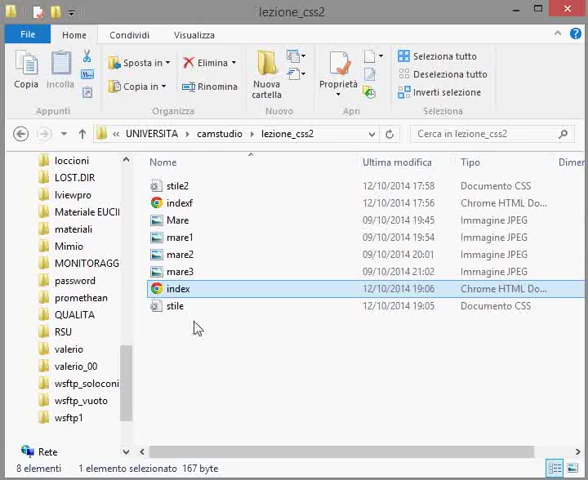 lezione_css2
File
Home
Condividi
Visualizza
Copia
Incolla
Sposta in
Copia in
Elimina
Rinomina
Nuova
cartella
Proprietà
Seleziona tutto
Deseleziona tutto
Inverti selezione
Appunti
Organizza
Nuovo
Apri
Selezione
UNIVERSITA
camstudio
lezione_css2
Cerca in lezione_css2
Nome
Ultima modifica
Tipo
Dimen
loccioni
LOST.DIR
lviewpro
Materiale EUCII
materiali
Mimio
MONITORAGG
password
promethean
QUALITA
RSU
valerio
valerio_00
wsftp_soloconi
wsftp_vuoto
wsftp1
Rete
stile2 12/10/2014 17:58 Documento CSS
indexf 12/10/2014 17:56 Chrome HTML Do...
Mare 09/10/2014 19:45 Immagine JPEG
mare1 09/10/2014 19:54 Immagine JPEG
mare2 09/10/2014 20:01 Immagine JPEG
mare3 09/10/2014 21:02 Immagine JPEG
index 12/10/2014 19:06 Chrome HTML Do...
stile 12/10/2014 19:05 Documento CSS
8 elementi
1 elemento selezionato 167 byte